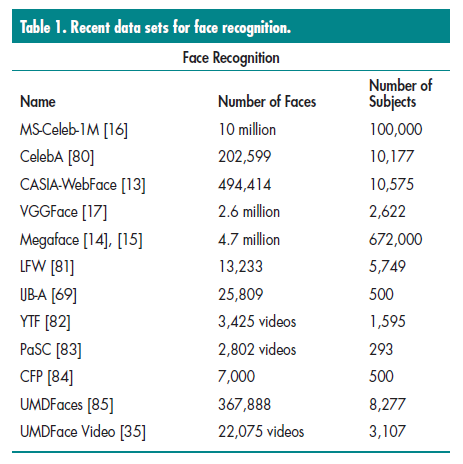 Table 1. Recent data sets for face recognition.
Face Recognition
Name Number of Faces Number of Subjects
MS-Celeb-1M [16] 10 million 100,000
CelebA [80] 202,599 10,177
CASIA-WebFace [13] 494,414 10,575
VGGFace [17] 2.6 million 2,622
Megaface [14], [15] 4.7 million 672,000
LFW [81] 13,233 5,749
IJB-A [69] 25,809 500
YTF [82] 3,425 videos 1,595
PaSC [83] 2,802 videos 293
CFP [84] 7,000 500
UMDFaces [85] 367,888 8,277
UMDFace Video [35] 22,075 videos 3,107